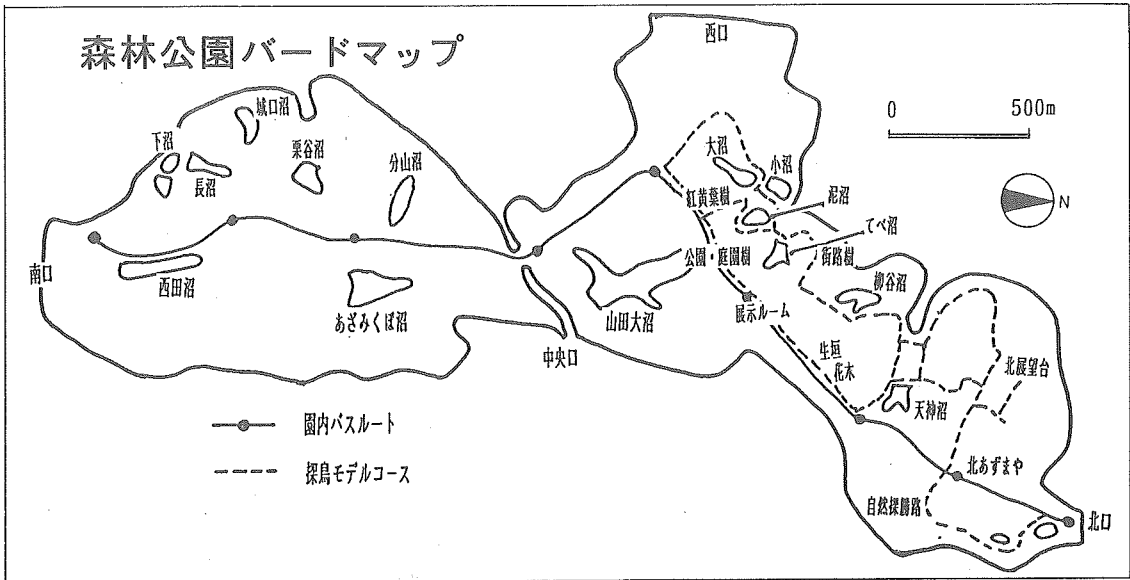 森林公園バードマップ
西口
0 500m
N
城口沼
下沼
長沼
栗谷沼
分山沼
大沼
小沼
泥沼
紅黄葉樹
てべ沼
公園 庭園樹
街路樹
柳谷沼
南口
西田沼
あざみくぼ沼
山田大沼
展示ルーム
中央口
生垣
花木
北展望台
天神沼
園内バスルート
探鳥モデルコース
北あずまや
自然探勝路
北口